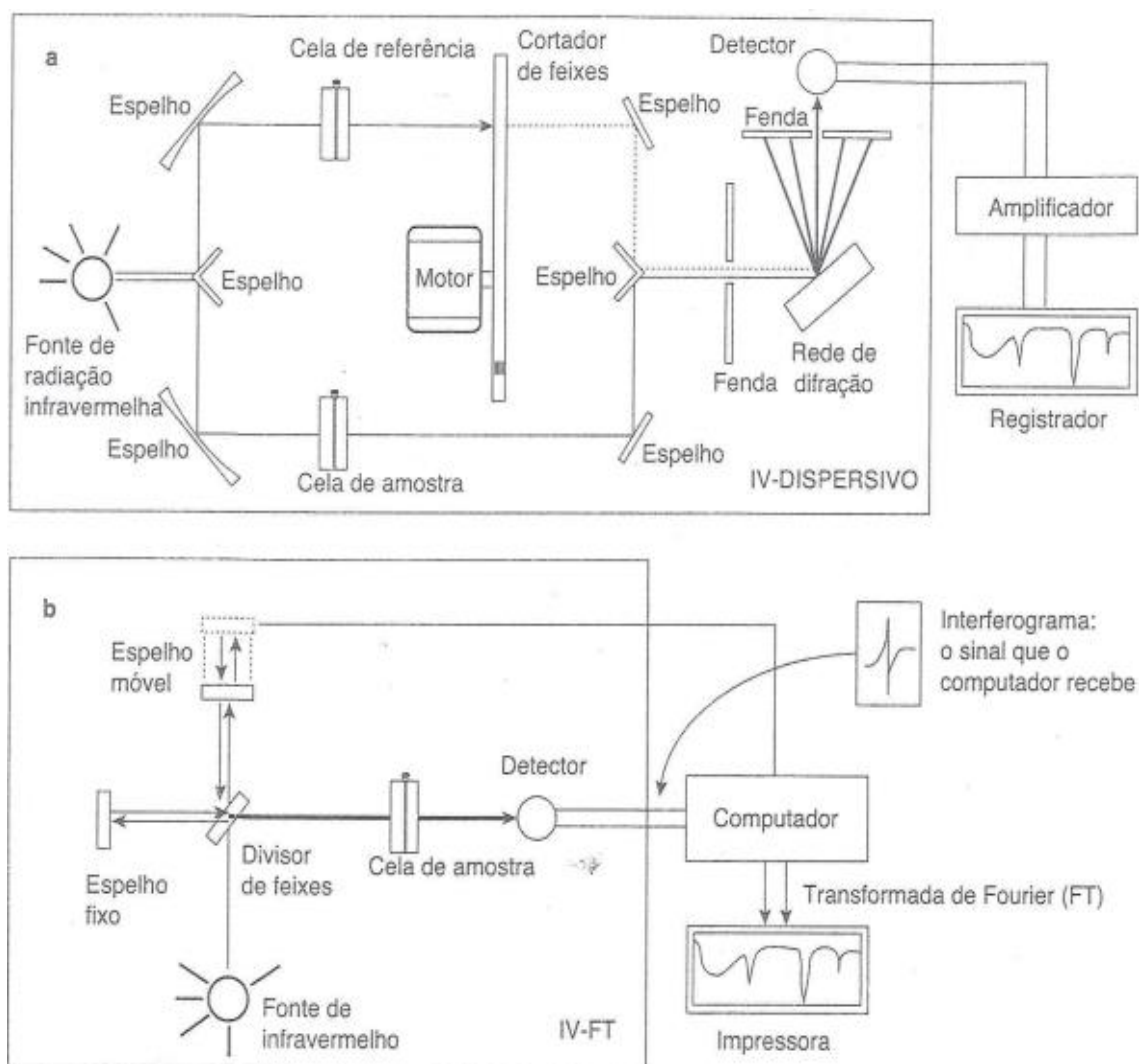 a
Cela de referência
Cortador
de feixes
Detector
Espelho
Espelho
Fenda
Amplificador
Motor
Espelho
Espelho
Fonte de
radiação
infravermelha
Rede de
difração
Fenda
Registrador
Espelho
Espelho
Cela de amostra
IV-DISPERSIVO
b
Interferograma:
o sinal que o
computador recebe
Espelho
móvel
Detector
Computador
Divisor
de feixes
Cela de amostra
Espelho
fixo
Transformada de Fourier (FT)
Fonte de
infravermelho
IV-FT
Impressora